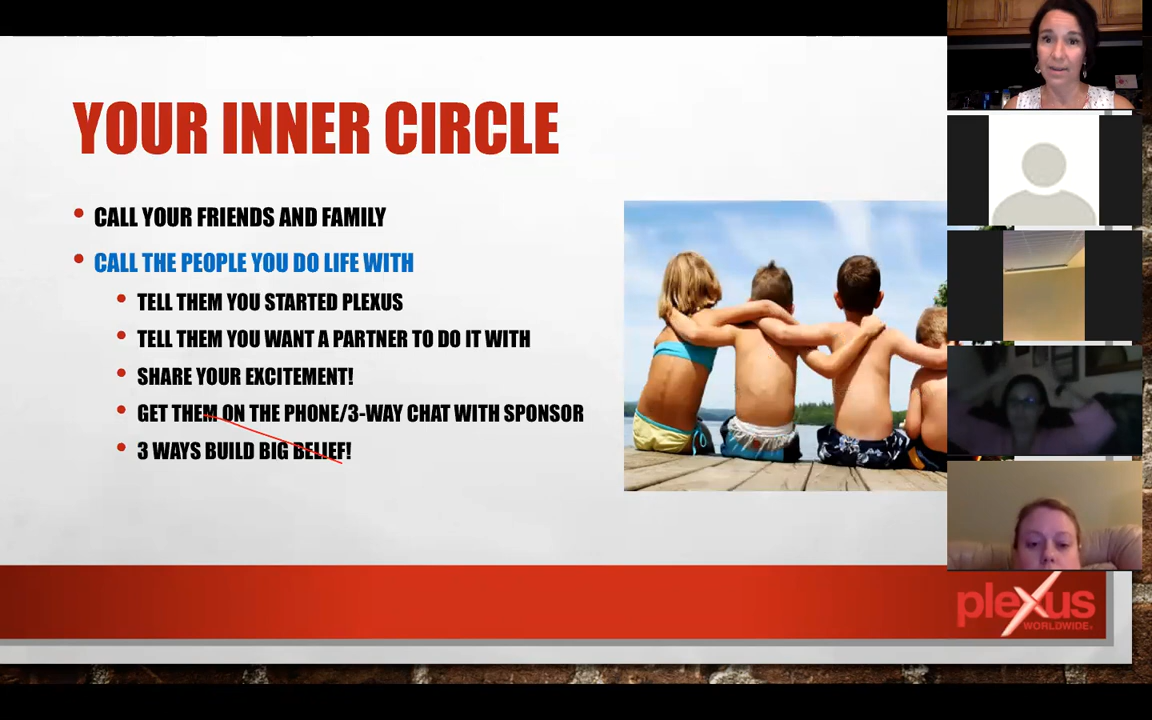 YOUR INNER CIRCLE
• CALL YOUR FRIENDS AND FAMILY
• CALL THE PEOPLE YOU DO LIFE WITH
• TELL THEM YOU STARTED PLEXUS
• TELL THEM YOU WANT A PARTNER TO DO IT WITH
• SHARE YOUR EXCITEMENT!
• GET THEM ON THE PHONE/3-WAY CHAT WITH SPONSOR
• 3 WAYS BUILD BIG BELIEF!
plexus
WORLDWIDE